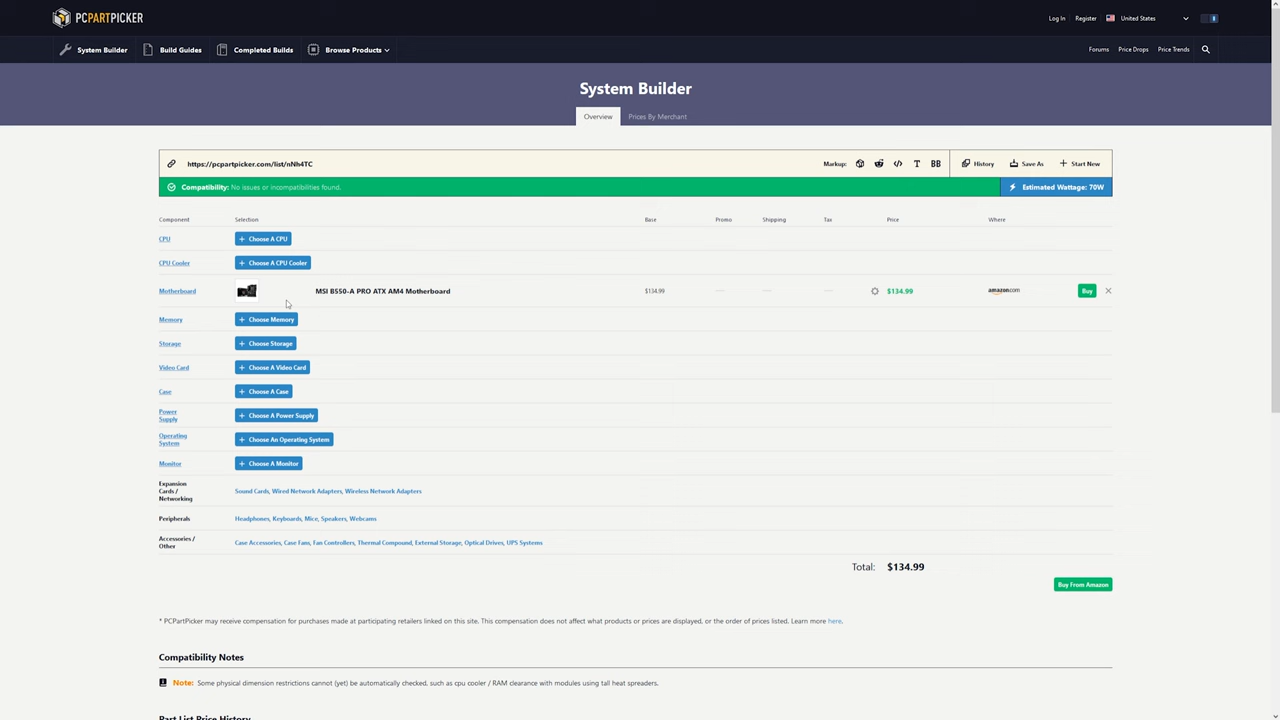 PCPARTPICKER
Log In Register United States
System Builder Build Guides Completed Builds Browse Products Forums Price Drops Price Trends
System Builder
Overview Prices By Merchant
https://pcpartpicker.com/list/nNh4TC Markup: T BB History Save As + Start New
Compatibility: No issues or incompatibilities found. Estimated Wattage: 70W
Component Selection Base Promo Shipping Tax Price Where
CPU + Choose A CPU
CPU Cooler + Choose A CPU Cooler
Motherboard MSI B550-A PRO ATX AM4 Motherboard $134.99 — — — $134.99 amazon.com Buy ×
Memory + Choose Memory
Storage + Choose Storage
Video Card + Choose A Video Card
Case + Choose A Case
Power
Supply + Choose A Power Supply
Operating
System + Choose An Operating System
Monitor + Choose A Monitor
Expansion
Cards / Sound Cards, Wired Network Adapters, Wireless Network Adapters
Networking
Peripherals Headphones, Keyboards, Mice, Speakers, Webcams
Accessories / Case Accessories, Case Fans, Fan Controllers, Thermal Compound, External Storage, Optical Drives, UPS Systems
Other
Total: $134.99
Buy From Amazon
* PCPartPicker may receive compensation for purchases made at participating retailers linked on this site. This compensation does not affect what products or prices are displayed, or the order of prices listed. Learn more here.
Compatibility Notes
Note: Some physical dimension restrictions cannot (yet) be automatically checked, such as cpu cooler / RAM clearance with modules using tall heat spreaders.
Part List Price History